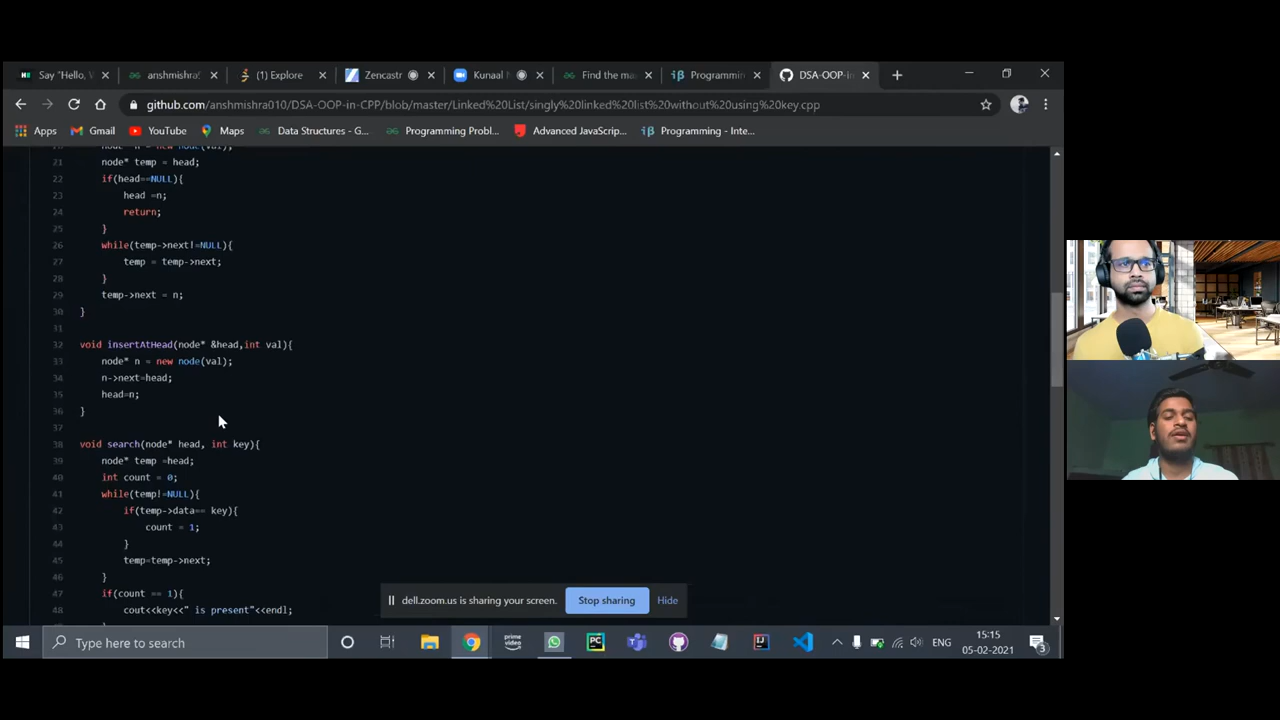 Say "Hello, W
anshmishra
(1) Explore
Zencastr
Kunaal M
Find the ma
Programmin
DSA-OOP-in
github.com/anshmishra010/DSA-OOP-in-CPP/blob/master/Linked%20List/singly%20linked%20list%20without%20using%20key.cpp
Apps
Gmail
YouTube
Maps
Data Structures - G...
Programming Probl...
Advanced JavaScrip...
Programming - Inte...
21 node* temp = head;
22 if(head==NULL){
23 head =n;
24 return;
25 }
26 while(temp->next!=NULL){
27 temp = temp->next;
28 }
29 temp->next = n;
30 }
31
32 void insertAtHead(node* &head,int val){
33 node* n = new node(val);
34 n->next=head;
35 head=n;
36 }
37
38 void search(node* head, int key){
39 node* temp =head;
40 int count = 0;
41 while(temp!=NULL){
42 if(temp->data== key){
43 count = 1;
44 }
45 temp=temp->next;
46 }
47 if(count == 1){
48 cout<<key<<" is present"<<endl;
dell.zoom.us is sharing your screen.
Stop sharing
Hide
Type here to search
prime video
PC
ENG
15:15
05-02-2021
3